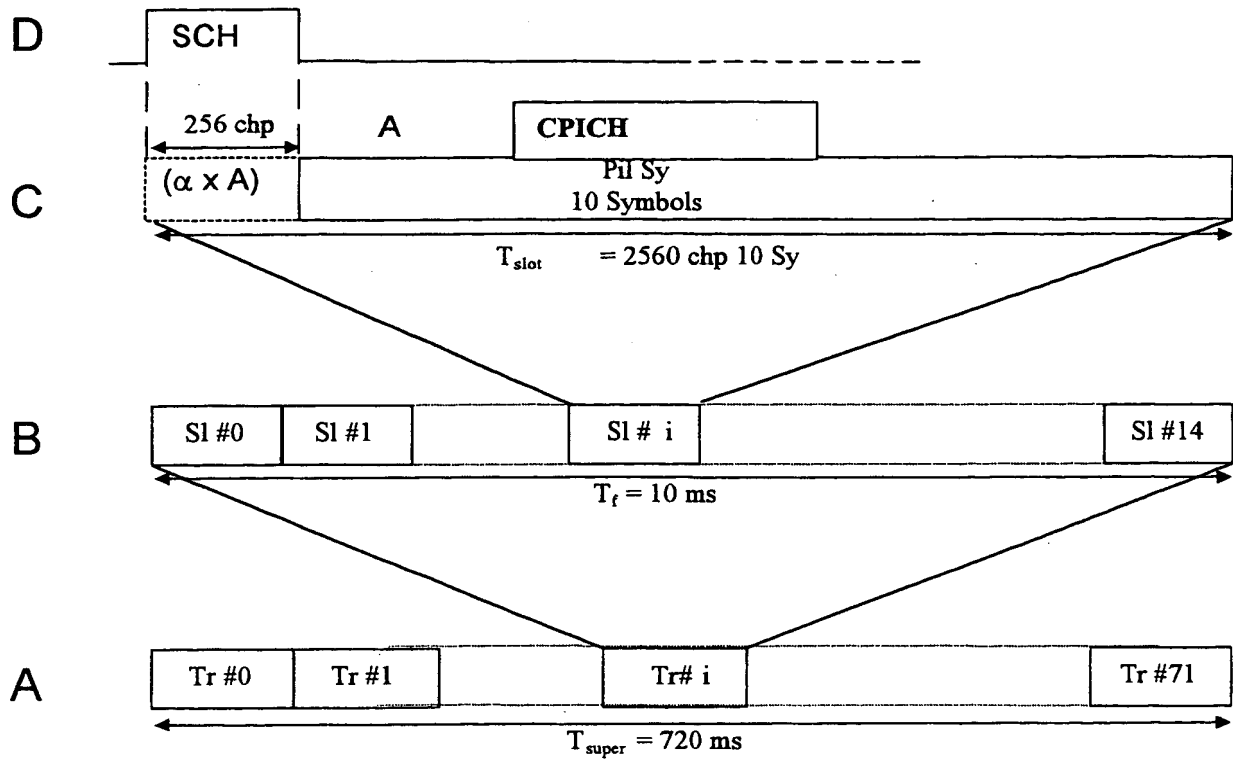 D
SCH
256 chp
A
CPICH
C
(α x A)
Pil Sy
10 Symbols
T_slot = 2560 chp 10 Sy
B
Sl #0
Sl #1
Sl # i
Sl #14
T_f = 10 ms
A
Tr #0
Tr #1
Tr# i
Tr #71
T_super = 720 ms